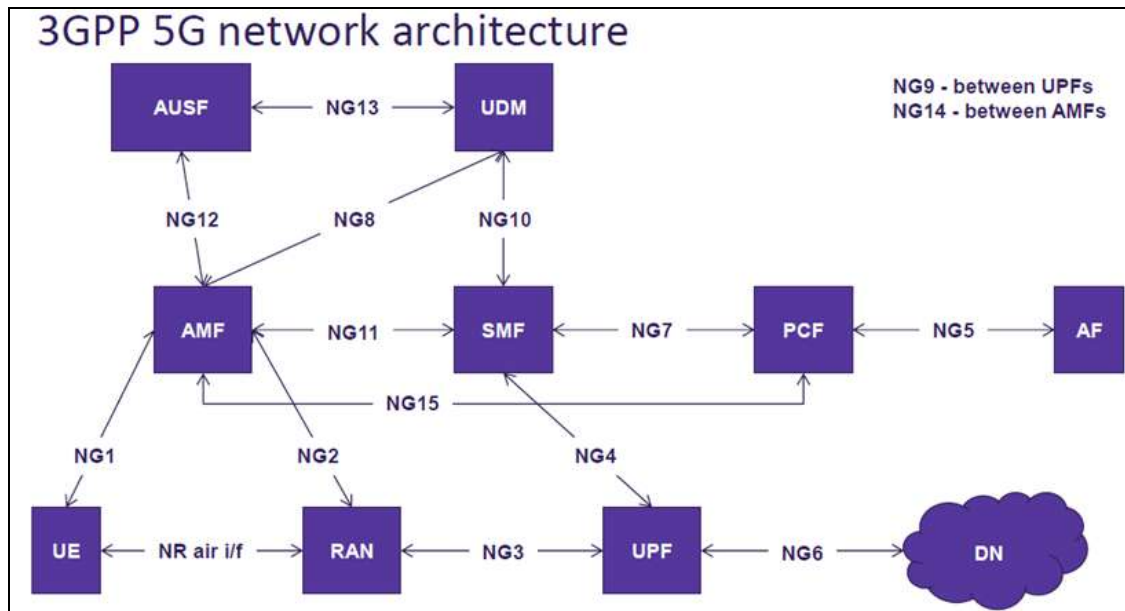 3GPP 5G network architecture
NG9 - between UPFs
NG14 - between AMFs
AUSF
NG13
UDM
NG12
NG8
NG10
AMF
NG11
SMF
NG7
PCF
NG5
AF
NG15
NG1
NG2
NG4
UE
NR air i/f
RAN
NG3
UPF
NG6
DN